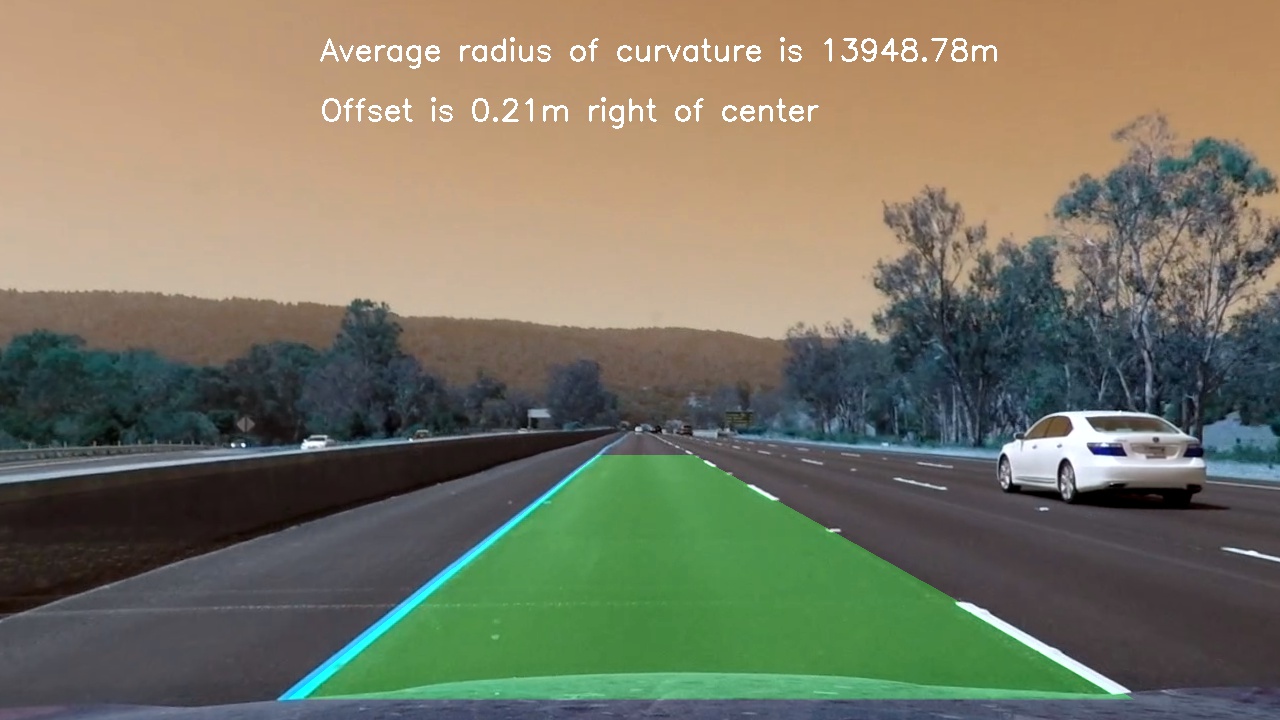 Average radius of curvature is 13948.78m
Offset is 0.21m right of center